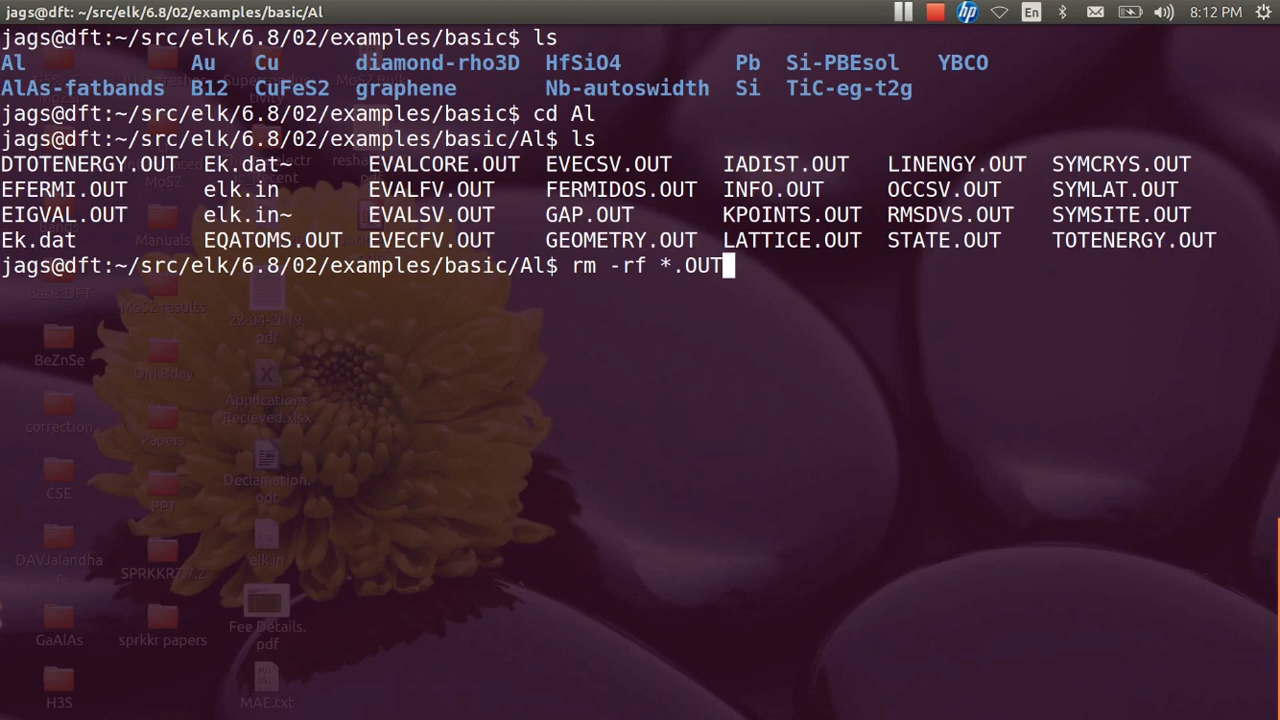 jags@dft: ~/src/elk/6.8/02/examples/basic/Al
hp
En
8:12 PM
jags@dft:~/src/elk/6.8/02/examples/basic$ ls
Al Au Cu diamond-rho3D HfSiO4 Pb Si-PBEsol YBCO
AlAs-fatbands B12 CuFeS2 graphene Nb-autoswidth Si TiC-eg-t2g
jags@dft:~/src/elk/6.8/02/examples/basic$ cd Al
jags@dft:~/src/elk/6.8/02/examples/basic/Al$ ls
DTOTENERGY.OUT Ek.dat~ EVALCORE.OUT EVECSV.OUT IADIST.OUT LINENGY.OUT SYMCRYS.OUT
EFERMI.OUT elk.in EVALFV.OUT FERMIDOS.OUT INFO.OUT OCCSV.OUT SYMLAT.OUT
EIGVAL.OUT elk.in~ EVALSV.OUT GAP.OUT KPOINTS.OUT RMSDVS.OUT SYMSITE.OUT
Ek.dat EQATOMS.OUT EVECFV.OUT GEOMETRY.OUT LATTICE.OUT STATE.OUT TOTENERGY.OUT
jags@dft:~/src/elk/6.8/02/examples/basic/Al$ rm -rf *.OUT
Basic DFT
MoS2 results
22-04-2019.
pdf
BeZnSe
DM Bday
Applications
Recieved.xlsx
correction
Papers
Declamation.
odt
CSE
PPT
elk.in
DAVJalandha
r
SPRKKR7.7.2
Fee Details.
pdf
GaAlAs
sprkkr papers
H3S
MAE.txt